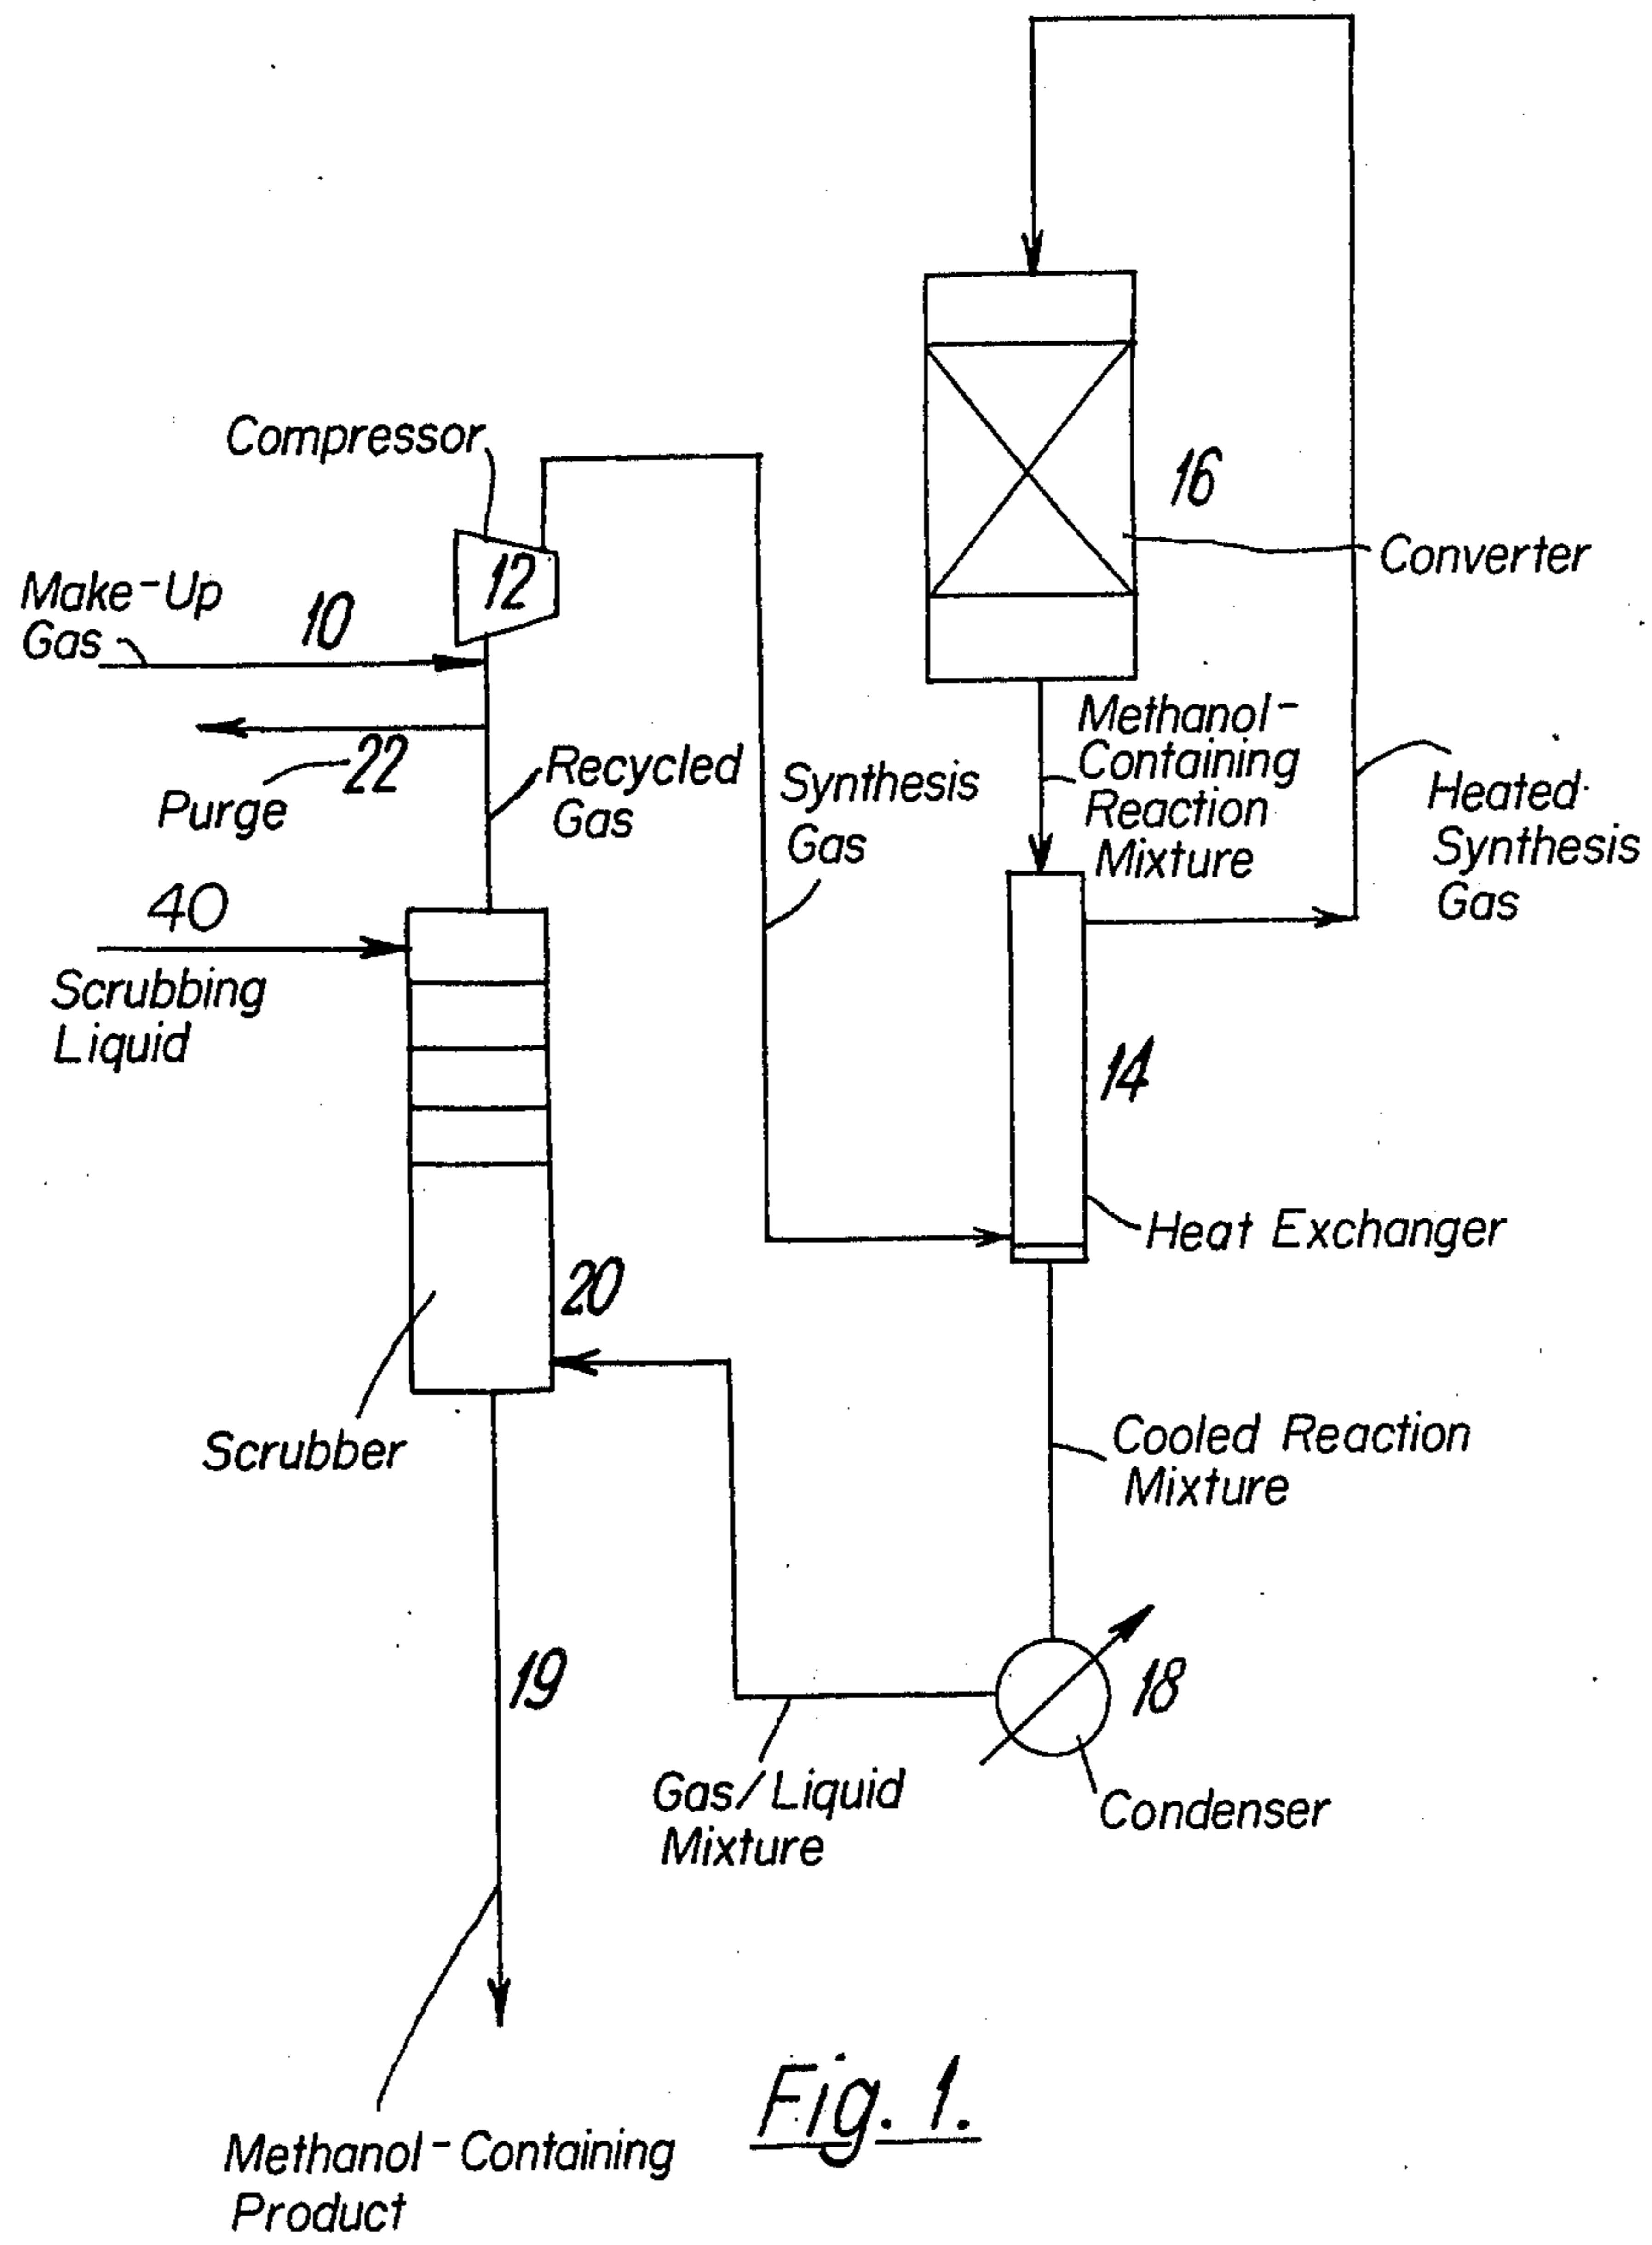 Compressor
16
12
Converter
Make-Up
Gas
10
Methanol-
Containing
Reaction
Mixture
22
Purge
Recycled
Gas
Synthesis
Gas
Heated
Synthesis
Gas
40
Scrubbing
Liquid
14
Heat Exchanger
20
Scrubber
Cooled Reaction
Mixture
19
18
Gas/Liquid
Mixture
Condenser
Methanol-Containing
Product
Fig. 1.